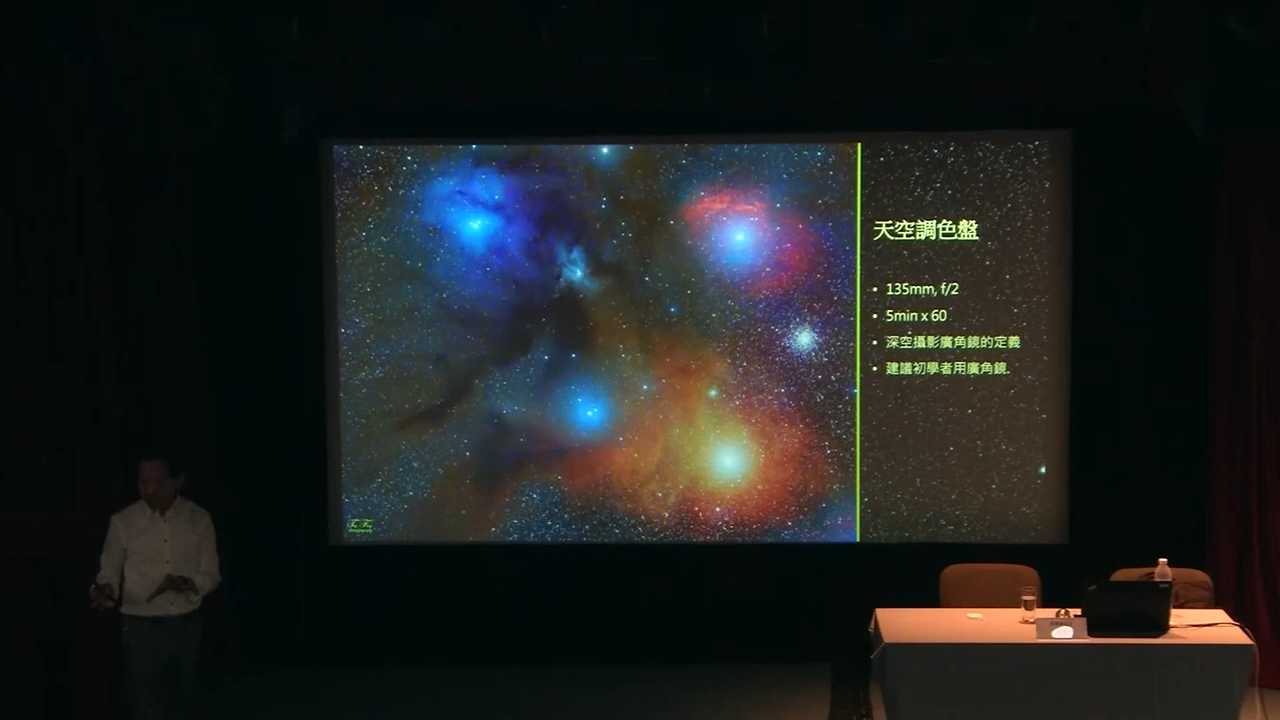 天空調色盤
• 135mm, f/2
• 5min x 60
• 深空攝影廣角鏡的定義
• 建議初學者用廣角鏡.